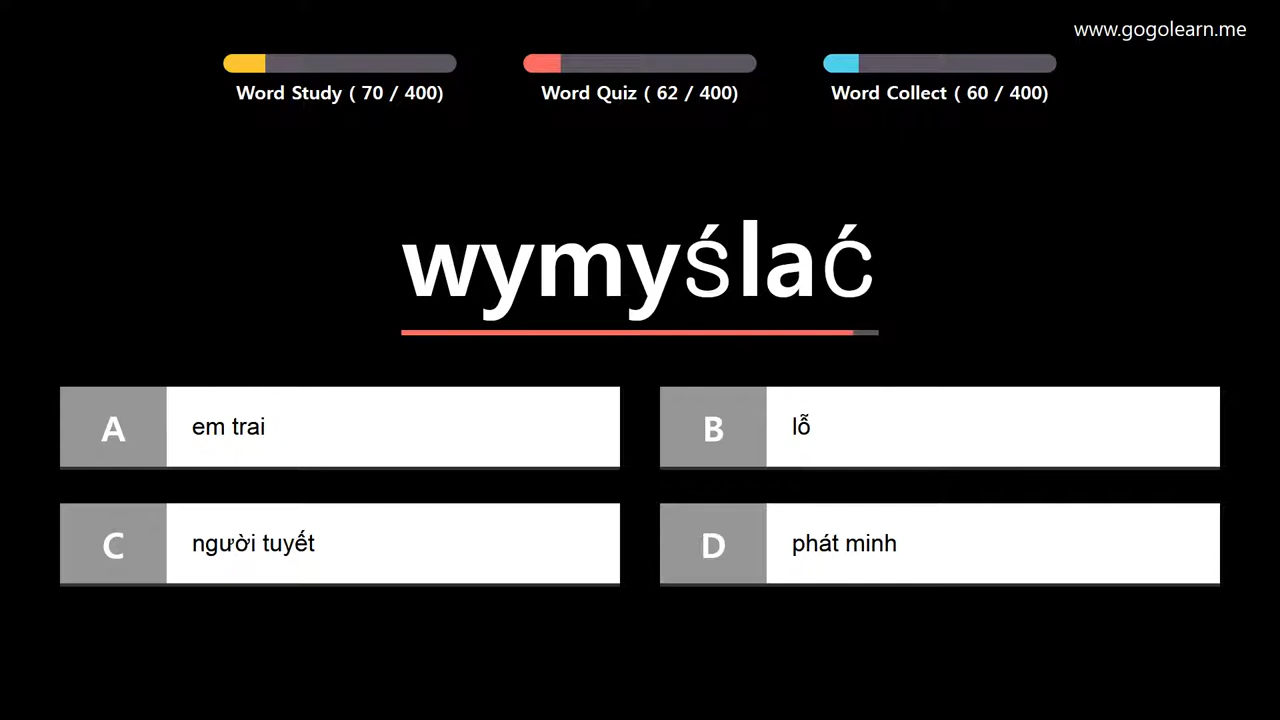 www.gogolearn.me
Word Study ( 70 / 400)
Word Quiz ( 62 / 400)
Word Collect ( 60 / 400)
wymyślać
A
em trai
B
lỗ
C
người tuyết
D
phát minh